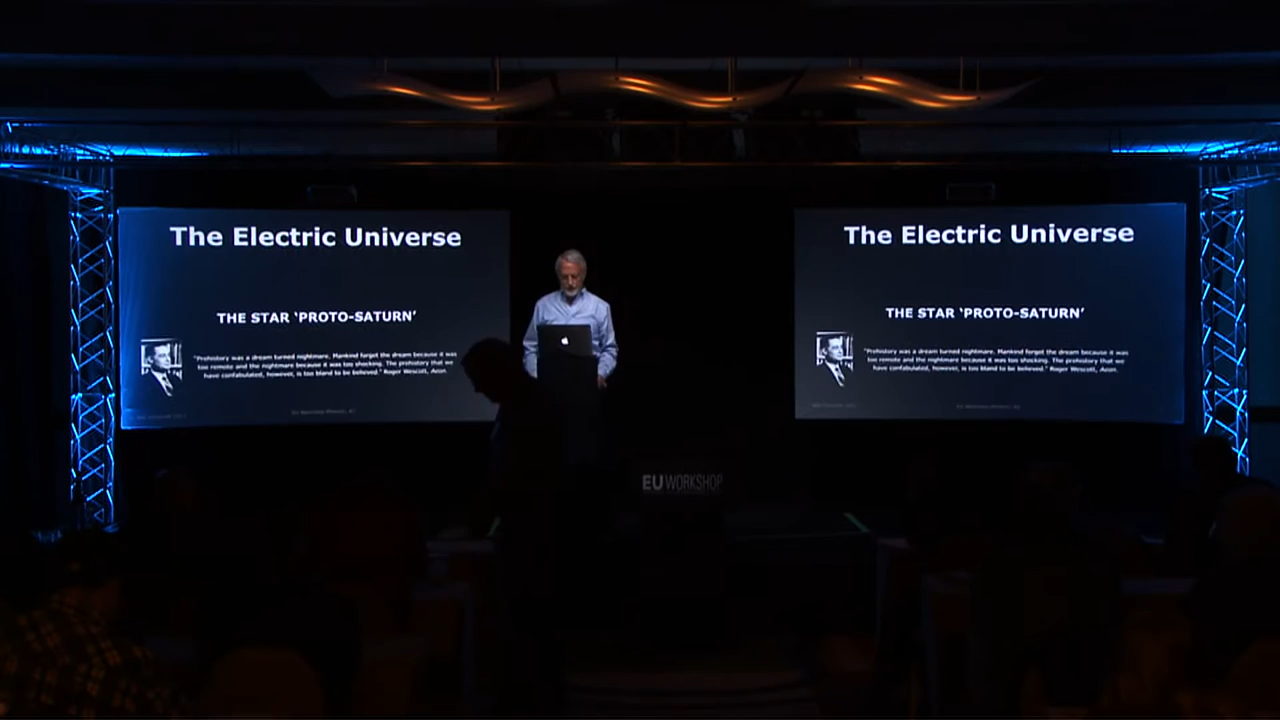 The Electric Universe
THE STAR ‘PROTO-SATURN’
"Prehistory was a dream turned nightmare. Mankind forgot the dream because it was
too remote and the nightmare because it was too shocking. The prehistory that we
have confabulated, however, is too bland to be believed." Roger Wescott, Aeon.
The Electric Universe
THE STAR ‘PROTO-SATURN’
"Prehistory was a dream turned nightmare. Mankind forgot the dream because it was
too remote and the nightmare because it was too shocking. The prehistory that we
have confabulated, however, is too bland to be believed." Roger Wescott, Aeon.
EU WORKSHOP